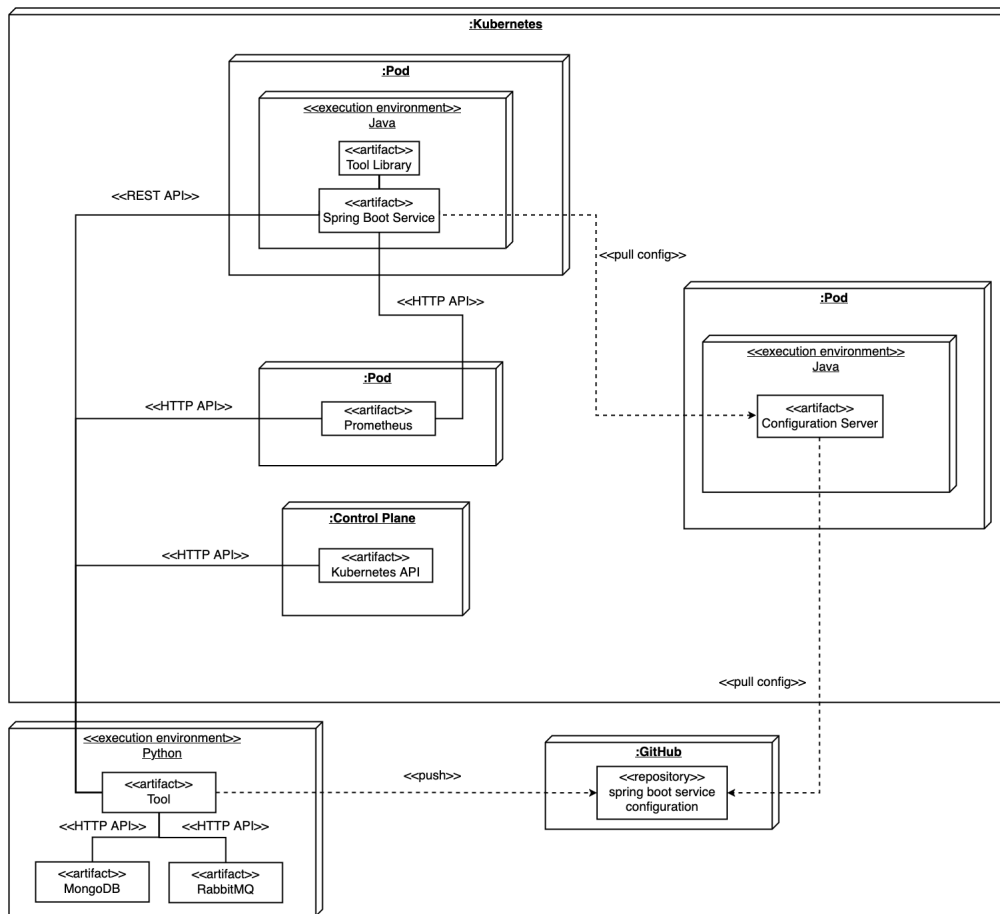 :Kubernetes
:Pod
<<execution environment>>
Java
<<artifact>>
Tool Library
<<REST API>>
<<artifact>>
Spring Boot Service
<<pull config>>
<<HTTP API>>
:Pod
<<execution environment>>
Java
<<artifact>>
Configuration Server
:Pod
<<HTTP API>>
<<artifact>>
Prometheus
:Control Plane
<<HTTP API>>
<<artifact>>
Kubernetes API
<<pull config>>
<<execution environment>>
Python
<<artifact>>
Tool
<<HTTP API>>
<<HTTP API>>
<<artifact>>
MongoDB
<<artifact>>
RabbitMQ
<<push>>
:GitHub
<<repository>>
spring boot service
configuration